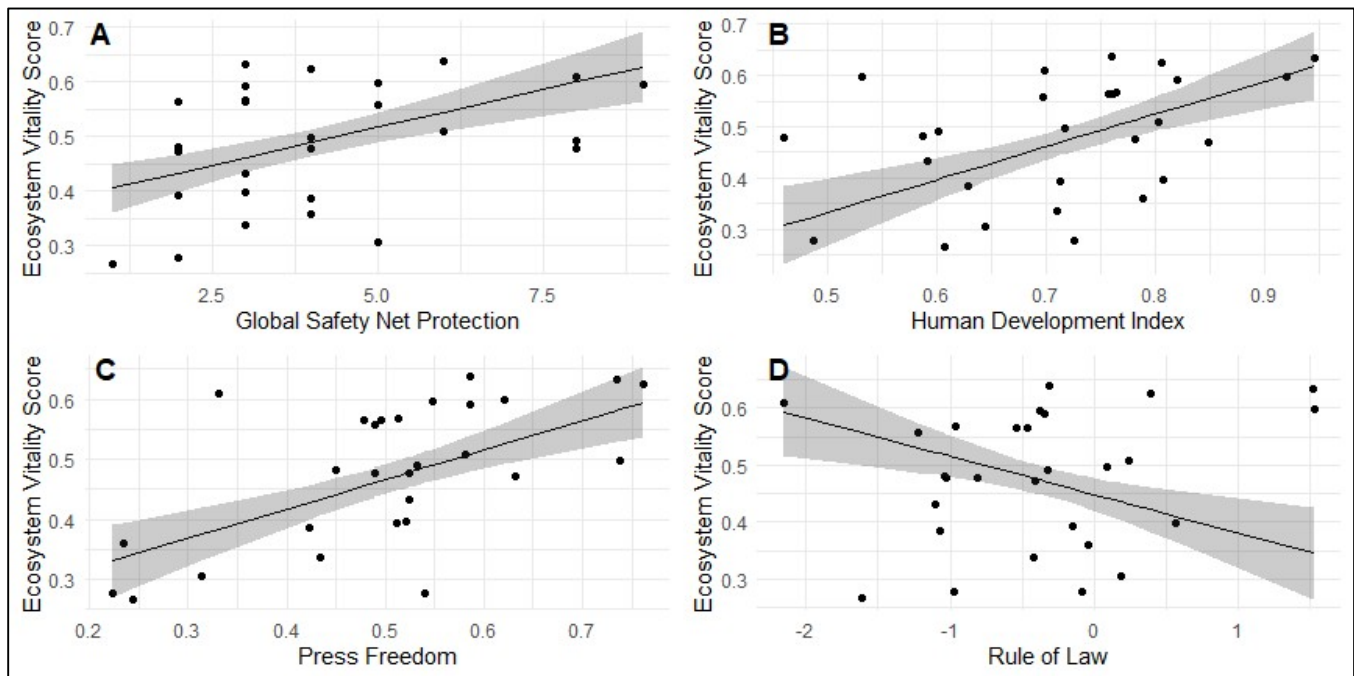 A
Ecosystem Vitality Score
0.7
0.6
0.5
0.4
0.3
2.5 5.0 7.5
Global Safety Net Protection
B
Ecosystem Vitality Score
0.7
0.6
0.5
0.4
0.3
0.5 0.6 0.7 0.8 0.9
Human Development Index
C
Ecosystem Vitality Score
0.6
0.5
0.4
0.3
0.2 0.3 0.4 0.5 0.6 0.7
Press Freedom
D
Ecosystem Vitality Score
0.6
0.5
0.4
0.3
-2 -1 0 1
Rule of Law